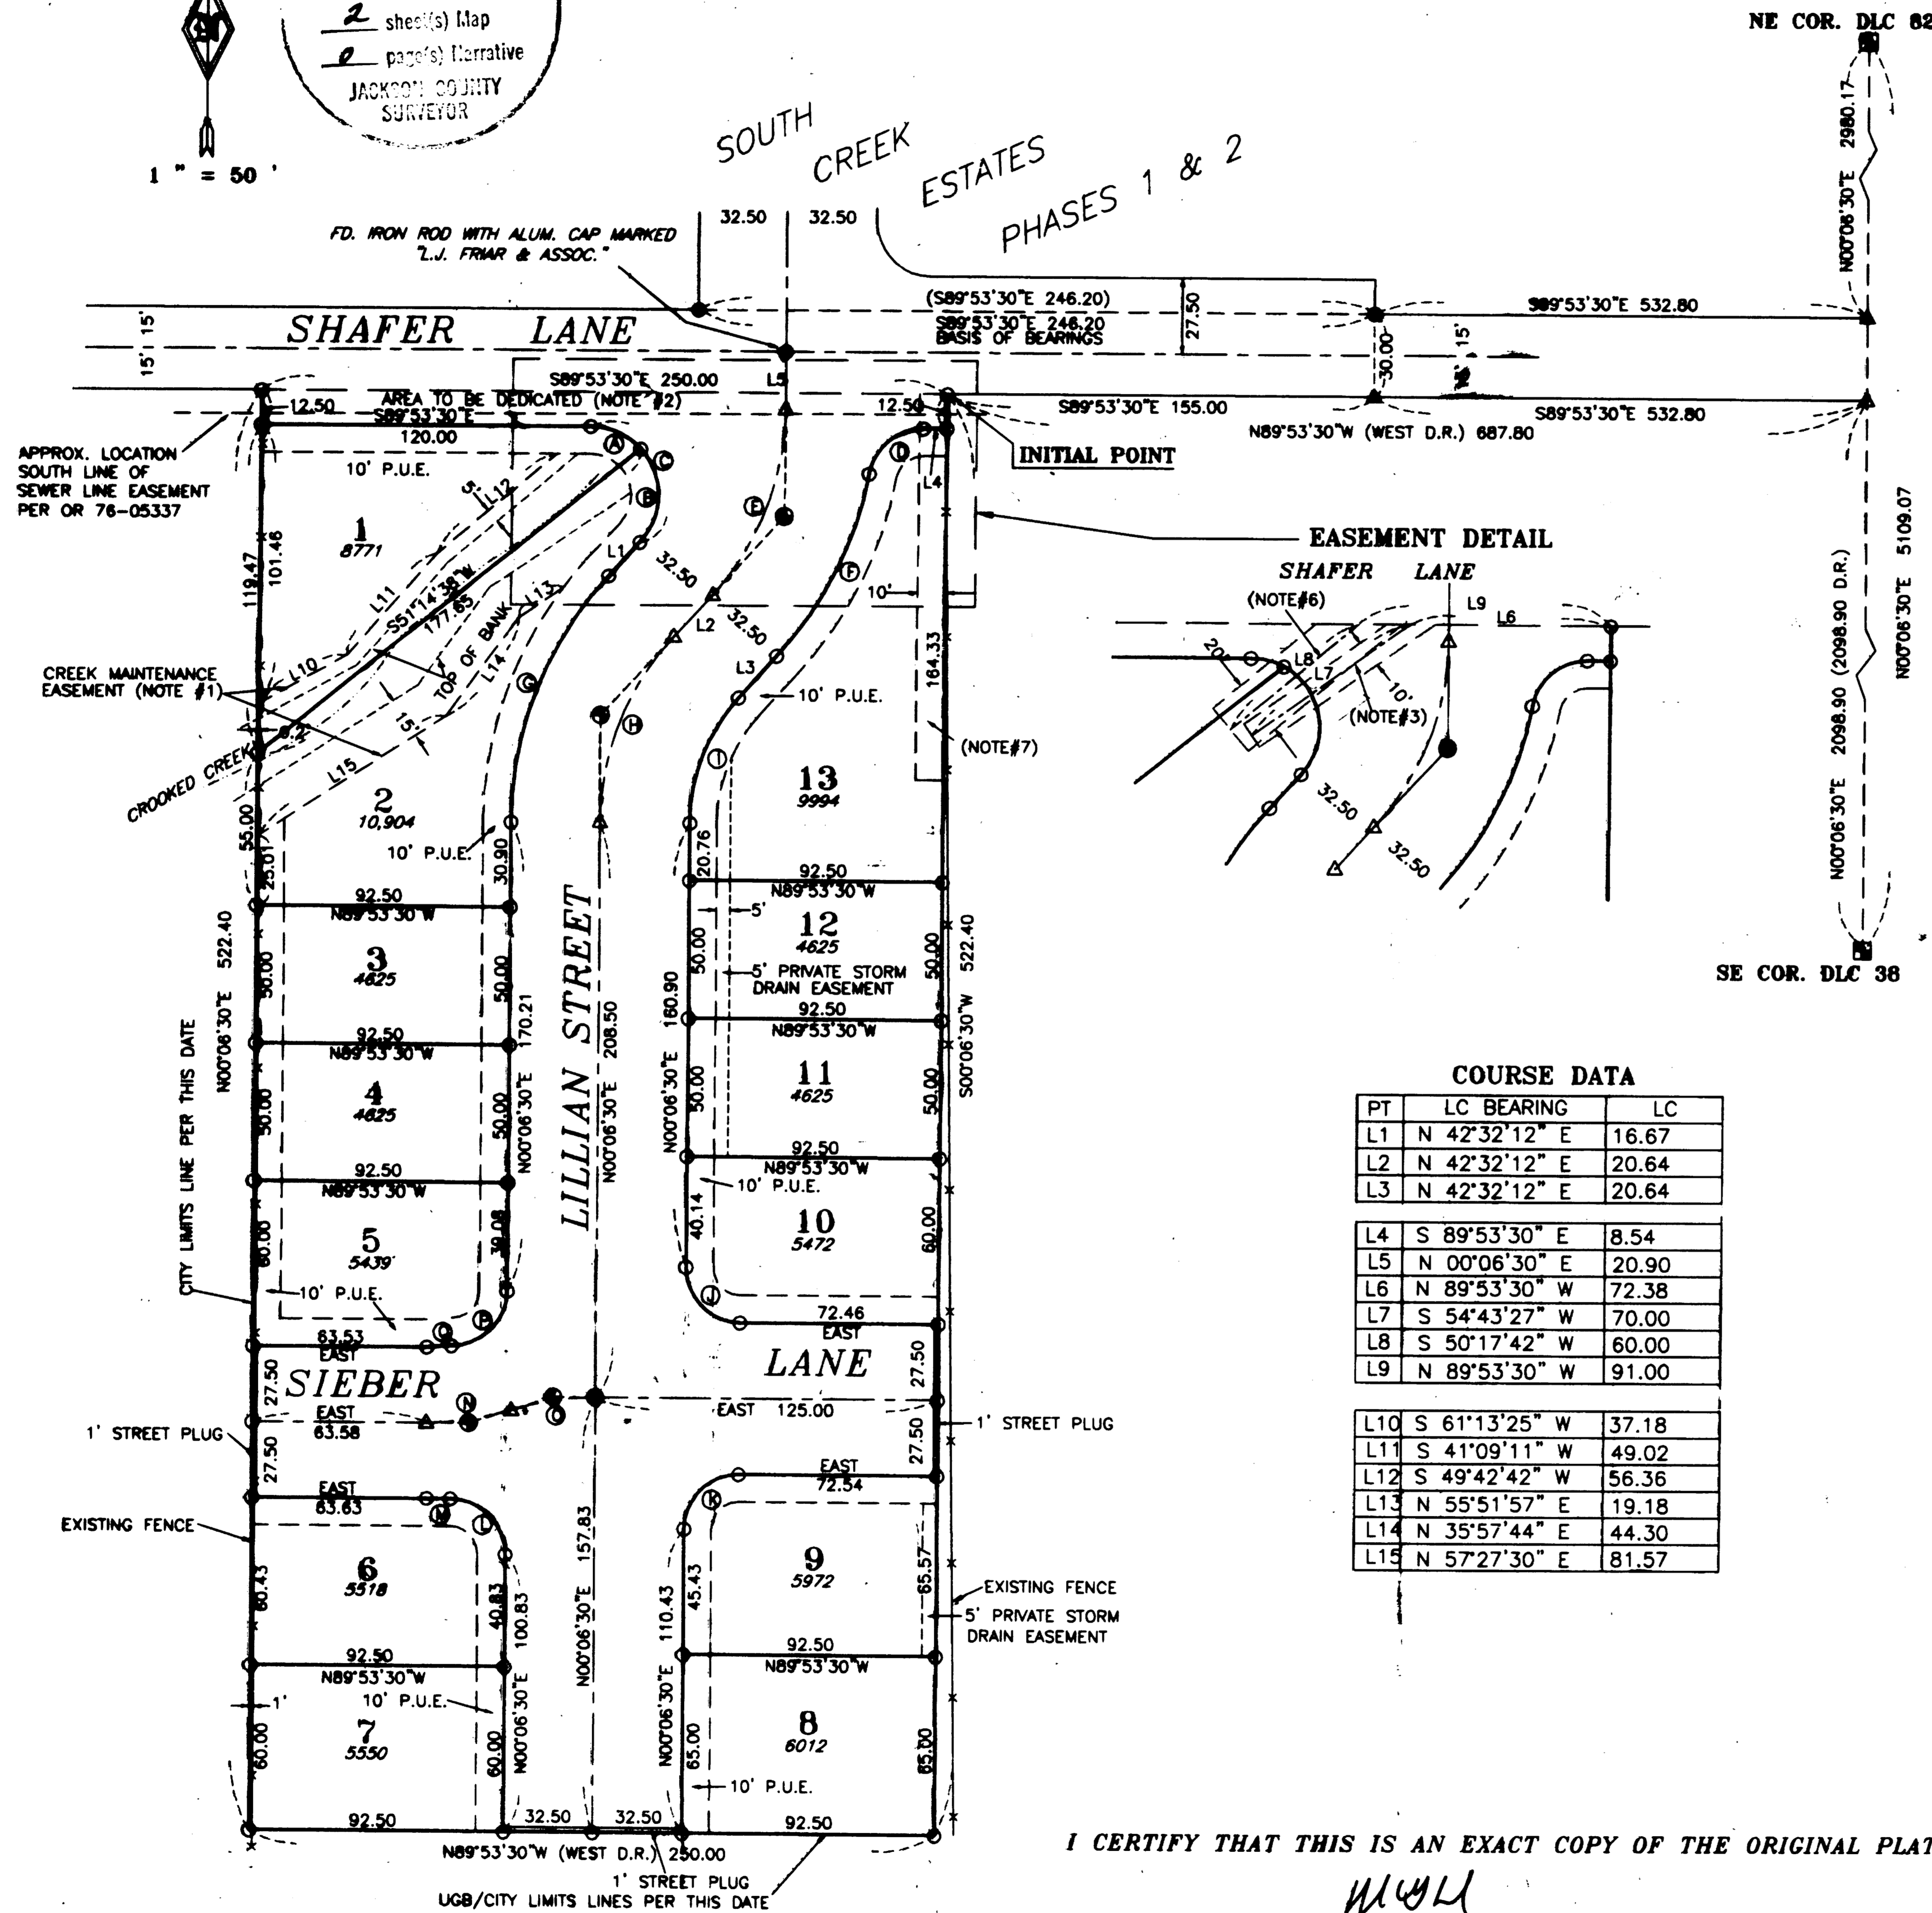 2 sheet(s) Map
0 page(s) Narrative
JACKSON COUNTY
SURVEYOR
1 " = 50 '
NE COR. DLC 82
N00°06'30"E 2980.17
SOUTH CREEK ESTATES
PHASES 1 & 2
32.50 32.50
FD. IRON ROD WITH ALUM. CAP MARKED
"L.J. FRIAR & ASSOC."
(S89°53'30"E 246.20)
S89°53'30"E 246.20
BASIS OF BEARINGS
27.50
S89°53'30"E 532.80
SHAFER LANE
15' 15'
30.00
15'
S89°53'30"E 250.00
L5
AREA TO BE DEDICATED (NOTE #2)
12.50
S89°53'30"E
120.00
12.50
S89°53'30"E 155.00
S89°53'30"E 532.80
N89°53'30"W (WEST D.R.) 687.80
INITIAL POINT
APPROX. LOCATION
SOUTH LINE OF
SEWER LINE EASEMENT
PER OR 76-05337
10' P.U.E.
A
C
B
D
L4
E
F
5'
L12
1
8771
119.47
101.46
L11
S51°14'38"W
177.65
L1
32.50
32.50
L2
L3
10'
164.33
L13
TOP OF BANK
L14
G
H
I
L10
CREEK MAINTENANCE
EASEMENT (NOTE #1)
15'
L15
CROOKED CREEK
10' P.U.E.
(NOTE#7)
EASEMENT DETAIL
SHAFER LANE
(NOTE#6)
L9
L6
20'
L8
L7
10'
(NOTE#3)
32.50
32.50
N00°06'30"E 2098.90 (2098.90 D.R.)
N00°06'30"E 5109.07
SE COR. DLC 38
2
10,904
55.00
25.01
10' P.U.E.
30.90
13
9994
20.76
92.50
N89°53'30"W
92.50
N89°53'30"W
N00°06'30"E 522.40
50.00
3
4625
50.00
5'
12
4625
50.00
5' PRIVATE STORM
DRAIN EASEMENT
50.00
S00°06'30"W 522.40
92.50
N89°53'30"W
92.50
N89°53'30"W
170.21
N00°06'30"E
160.90
N00°06'30"E
LILLIAN STREET
N00°06'30"E 208.50
CITY LIMITS LINE PER THIS DATE
50.00
4
4625
50.00
50.00
11
4625
50.00
92.50
N89°53'30"W
92.50
N89°53'30"W
60.00
5
5439
39.08
10' P.U.E.
10' P.U.E.
40.14
10
5472
60.00
P
Q
J
63.53
EAST
72.46
EAST
27.50
27.50
SIEBER LANE
N
O
EAST
63.58
EAST 125.00
1' STREET PLUG
1' STREET PLUG
27.50
27.50
EAST
63.63
EAST
72.54
M
L
K
EXISTING FENCE
60.43
6
5518
40.83
100.83
N00°06'30"E
N00°06'30"E 157.83
N00°06'30"E 110.43
45.43
9
5972
65.57
EXISTING FENCE
5' PRIVATE STORM
DRAIN EASEMENT
92.50
N89°53'30"W
92.50
N89°53'30"W
1'
10' P.U.E.
60.00
7
5550
60.00
65.00
8
6012
65.00
10' P.U.E.
92.50
32.50 32.50
92.50
N89°53'30"W (WEST D.R.) 250.00
1' STREET PLUG
UGB/CITY LIMITS LINES PER THIS DATE
COURSE DATA
PT LC BEARING LC
L1 N 42°32'12" E 16.67
L2 N 42°32'12" E 20.64
L3 N 42°32'12" E 20.64
L4 S 89°53'30" E 8.54
L5 N 00°06'30" E 20.90
L6 N 89°53'30" W 72.38
L7 S 54°43'27" W 70.00
L8 S 50°17'42" W 60.00
L9 N 89°53'30" W 91.00
L10 S 61°13'25" W 37.18
L11 S 41°09'11" W 49.02
L12 S 49°42'42" W 56.36
L13 N 55°51'57" E 19.18
L14 N 35°57'44" E 44.30
L15 N 57°27'30" E 81.57
I CERTIFY THAT THIS IS AN EXACT COPY OF THE ORIGINAL PLAT